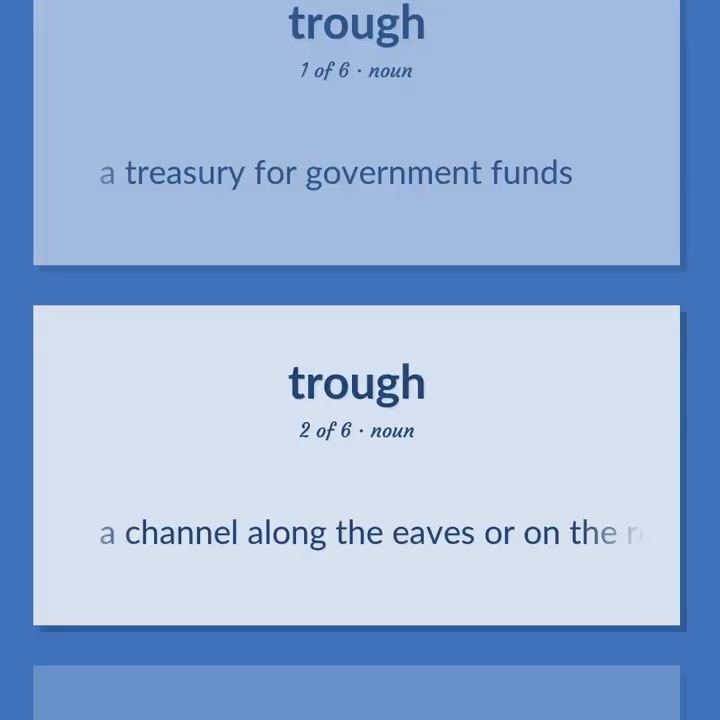 trough
1 of 6 · noun
a treasury for government funds
trough
2 of 6 · noun
a channel along the eaves or on the